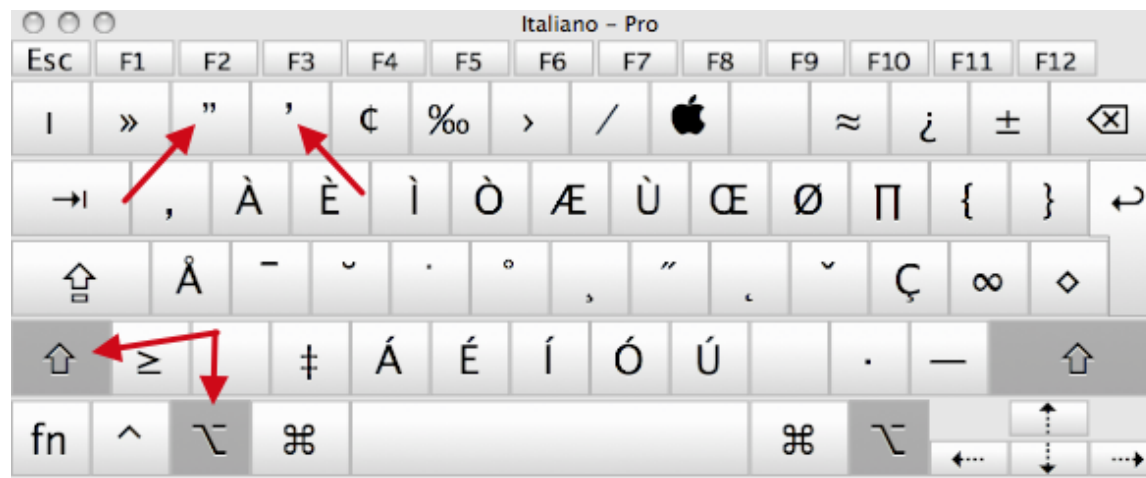 Italiano – Pro
Esc F1 F2 F3 F4 F5 F6 F7 F8 F9 F10 F11 F12
ı » ” ’ ¢ ‰ › ⁄  ≈ ¿ ±
‚ À È Ì Ò Æ Ù Œ Ø ∏ { }
Å ¯ ˘ ˙ ˚ ¸ ˝ ˛ ˇ Ç ∞ ◊
≥ ‡ Á É Í Ó Ú · —
fn ^ ⌥ ⌘ ⌘ ⌥